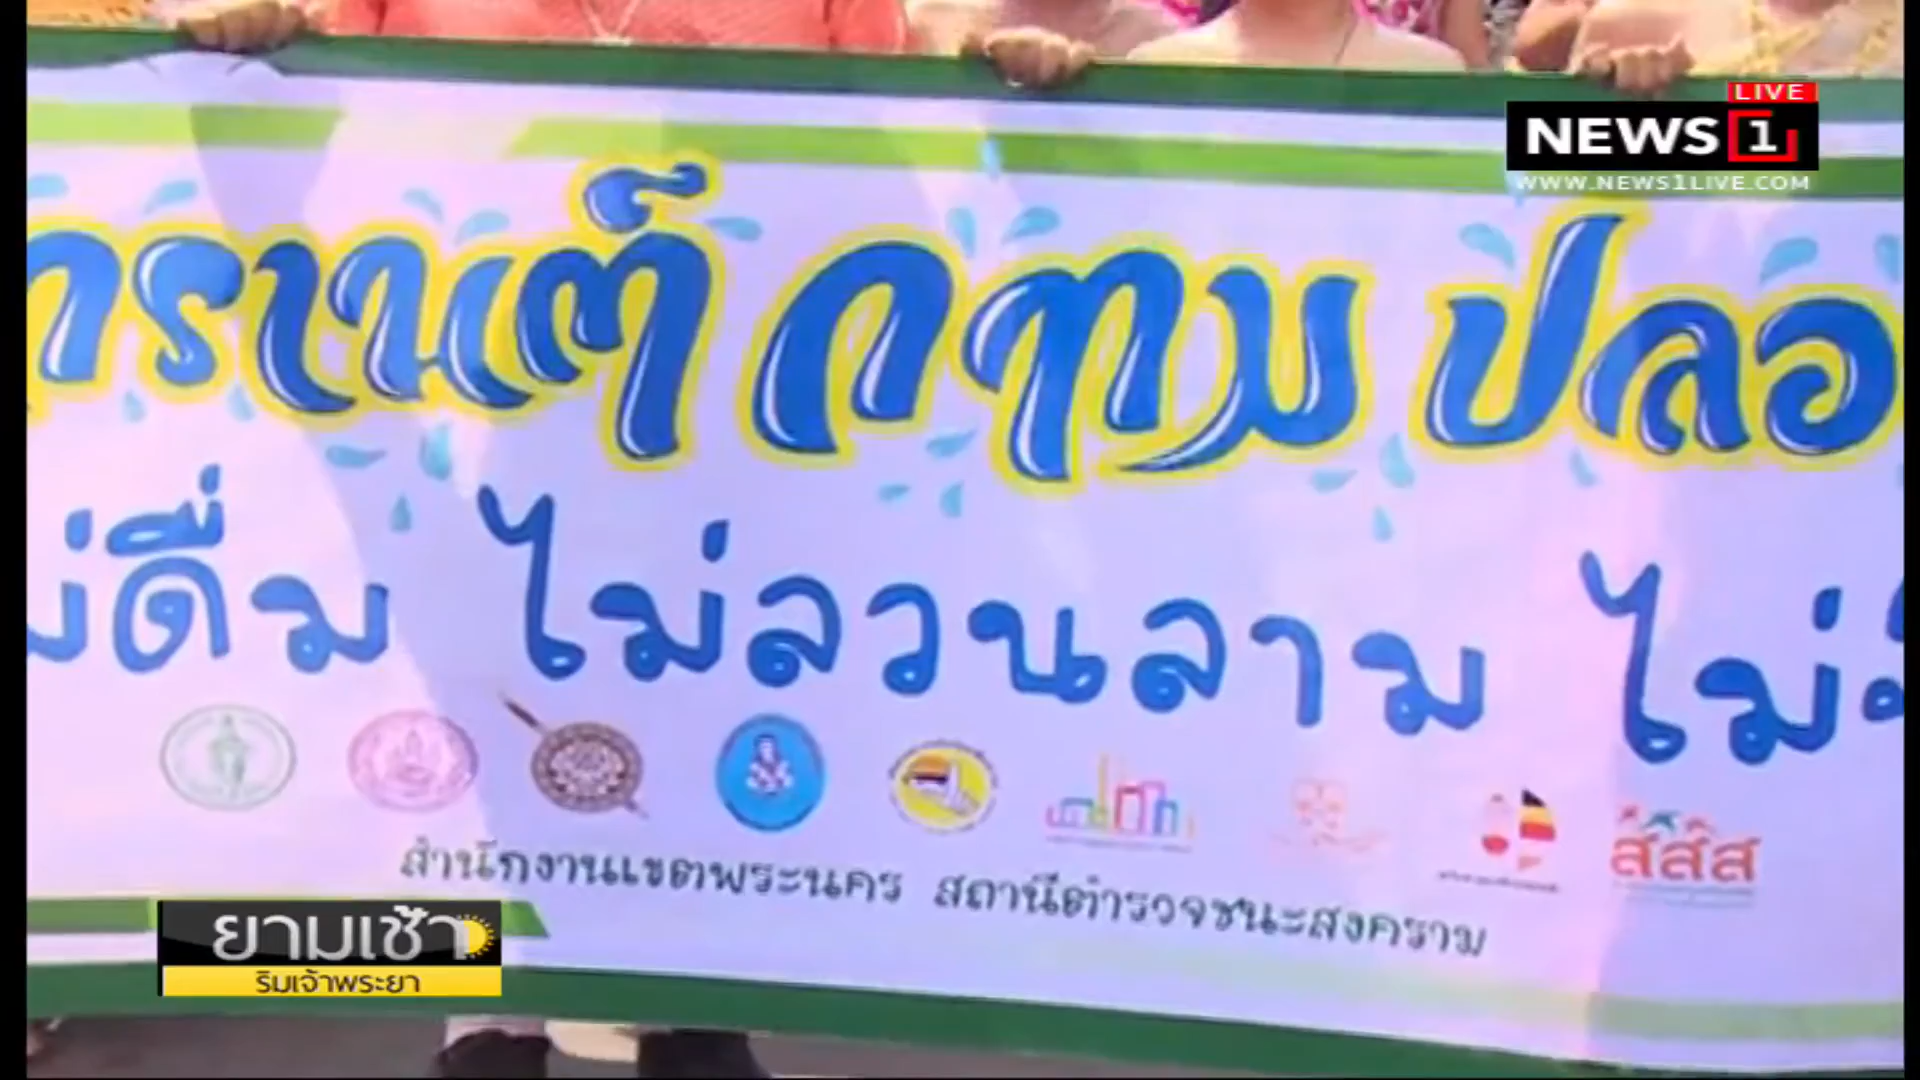 LIVE
NEWS 1
WWW.NEWS1LIVE.COM
กรานต์ กทม ปลอ
ม่ดื่ม ไม่ลวนลาม ไม่
สสส
สำนักงานเขตพระนคร สถานีตำรวจชนะสงคราม
ยามเช้า
ริมเจ้าพระยา